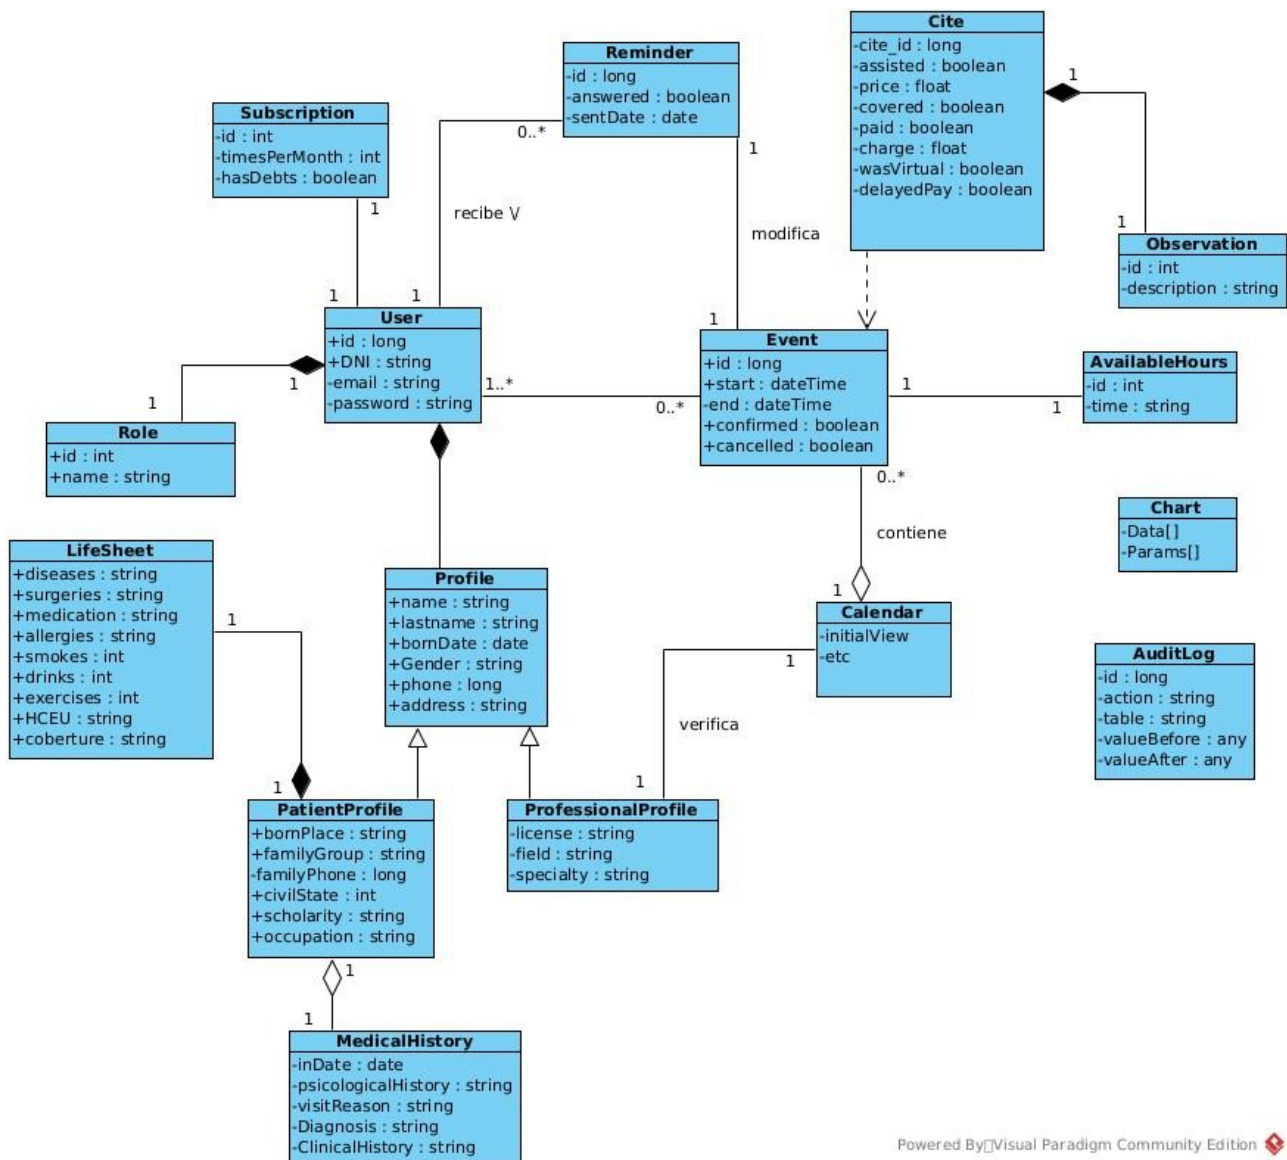 Cite
-cite_id : long
-assisted : boolean
-price : float
-covered : boolean
-paid : boolean
-charge : float
-wasVirtual : boolean
-delayedPay : boolean
1
1
Reminder
-id : long
-answered : boolean
-sentDate : date
0..*
1
Subscription
-id : int
-timesPerMonth : int
-hasDebts : boolean
1
recibe \/
modifica
Observation
-id : int
-description : string
1
1
1
User
+id : long
+DNI : string
-email : string
-password : string
1
1
1..*
0..*
Event
+id : long
+start : dateTime
-end : dateTime
+confirmed : boolean
+cancelled : boolean
1
1
AvailableHours
-id : int
-time : string
Role
+id : int
+name : string
0..*
contiene
1
Chart
-Data[]
-Params[]
LifeSheet
+diseases : string
+surgeries : string
+medication : string
+allergies : string
+smokes : int
+drinks : int
+exercises : int
+HCEU : string
+coberture : string
1
1
Profile
+name : string
+lastname : string
+bornDate : date
+Gender : string
+phone : long
+address : string
Calendar
-initialView
-etc
1
verifica
1
AuditLog
-id : long
-action : string
-table : string
-valueBefore : any
-valueAfter : any
PatientProfile
+bornPlace : string
+familyGroup : string
-familyPhone : long
+civilState : int
+scholarity : string
+occupation : string
1
1
ProfessionalProfile
-license : string
-field : string
-specialty : string
MedicalHistory
-inDate : date
-psicologicalHistory : string
-visitReason : string
-Diagnosis : string
-ClinicalHistory : string
Powered By Visual Paradigm Community Edition